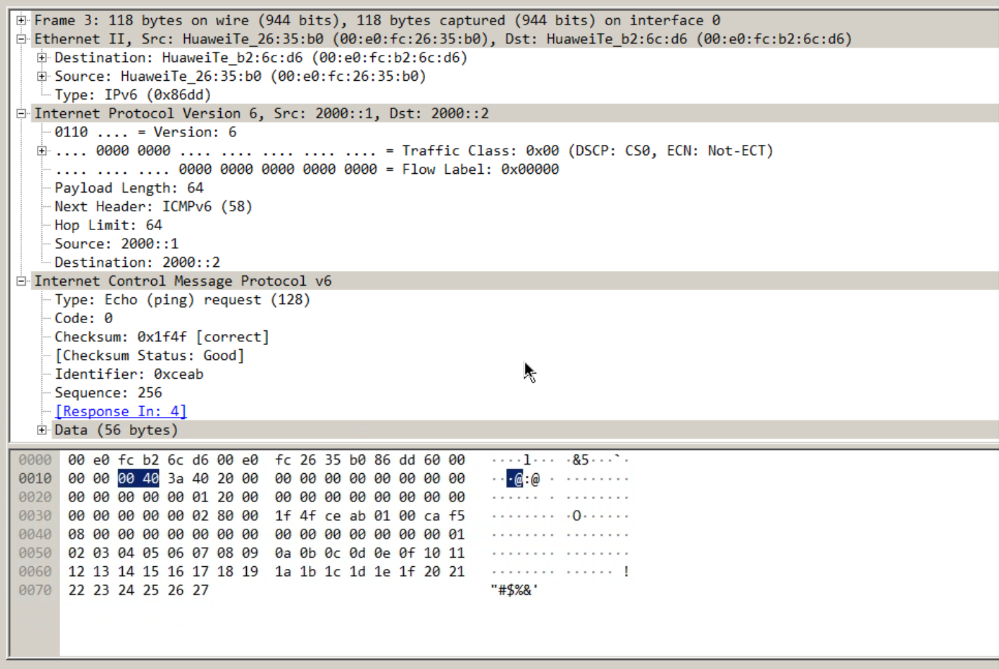 Frame 3: 118 bytes on wire (944 bits), 118 bytes captured (944 bits) on interface 0
Ethernet II, Src: HuaweiTe_26:35:b0 (00:e0:fc:26:35:b0), Dst: HuaweiTe_b2:6c:d6 (00:e0:fc:b2:6c:d6)
Destination: HuaweiTe_b2:6c:d6 (00:e0:fc:b2:6c:d6)
Source: HuaweiTe_26:35:b0 (00:e0:fc:26:35:b0)
Type: IPv6 (0x86dd)
Internet Protocol Version 6, Src: 2000::1, Dst: 2000::2
0110 .... = Version: 6
.... 0000 0000 .... .... .... .... .... = Traffic Class: 0x00 (DSCP: CS0, ECN: Not-ECT)
.... .... .... 0000 0000 0000 0000 0000 = Flow Label: 0x00000
Payload Length: 64
Next Header: ICMPv6 (58)
Hop Limit: 64
Source: 2000::1
Destination: 2000::2
Internet Control Message Protocol v6
Type: Echo (ping) request (128)
Code: 0
Checksum: 0x1f4f [correct]
[Checksum Status: Good]
Identifier: 0xceab
Sequence: 256
[Response In: 4]
Data (56 bytes)
0000 00 e0 fc b2 6c d6 00 e0 fc 26 35 b0 86 dd 60 00 ····l··· ·&5···`·
0010 00 00 00 40 3a 40 20 00 00 00 00 00 00 00 00 00 ···@:@ · ········
0020 00 00 00 00 00 01 20 00 00 00 00 00 00 00 00 00 ······ · ········
0030 00 00 00 00 00 02 80 00 1f 4f ce ab 01 00 ca f5 ········ ·O······
0040 08 00 00 00 00 00 00 00 00 00 00 00 00 00 00 01 ········ ········
0050 02 03 04 05 06 07 08 09 0a 0b 0c 0d 0e 0f 10 11 ········ ········
0060 12 13 14 15 16 17 18 19 1a 1b 1c 1d 1e 1f 20 21 ········ ······ !
0070 22 23 24 25 26 27 "#$%&'